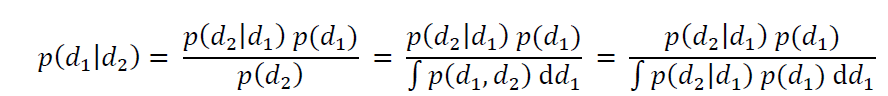 p(d₁|d₂) = p(d₂|d₁) p(d₁) / p(d₂) = p(d₂|d₁) p(d₁) / ∫ p(d₁, d₂) dd₁ = p(d₂|d₁) p(d₁) / ∫ p(d₂|d₁) p(d₁) dd₁